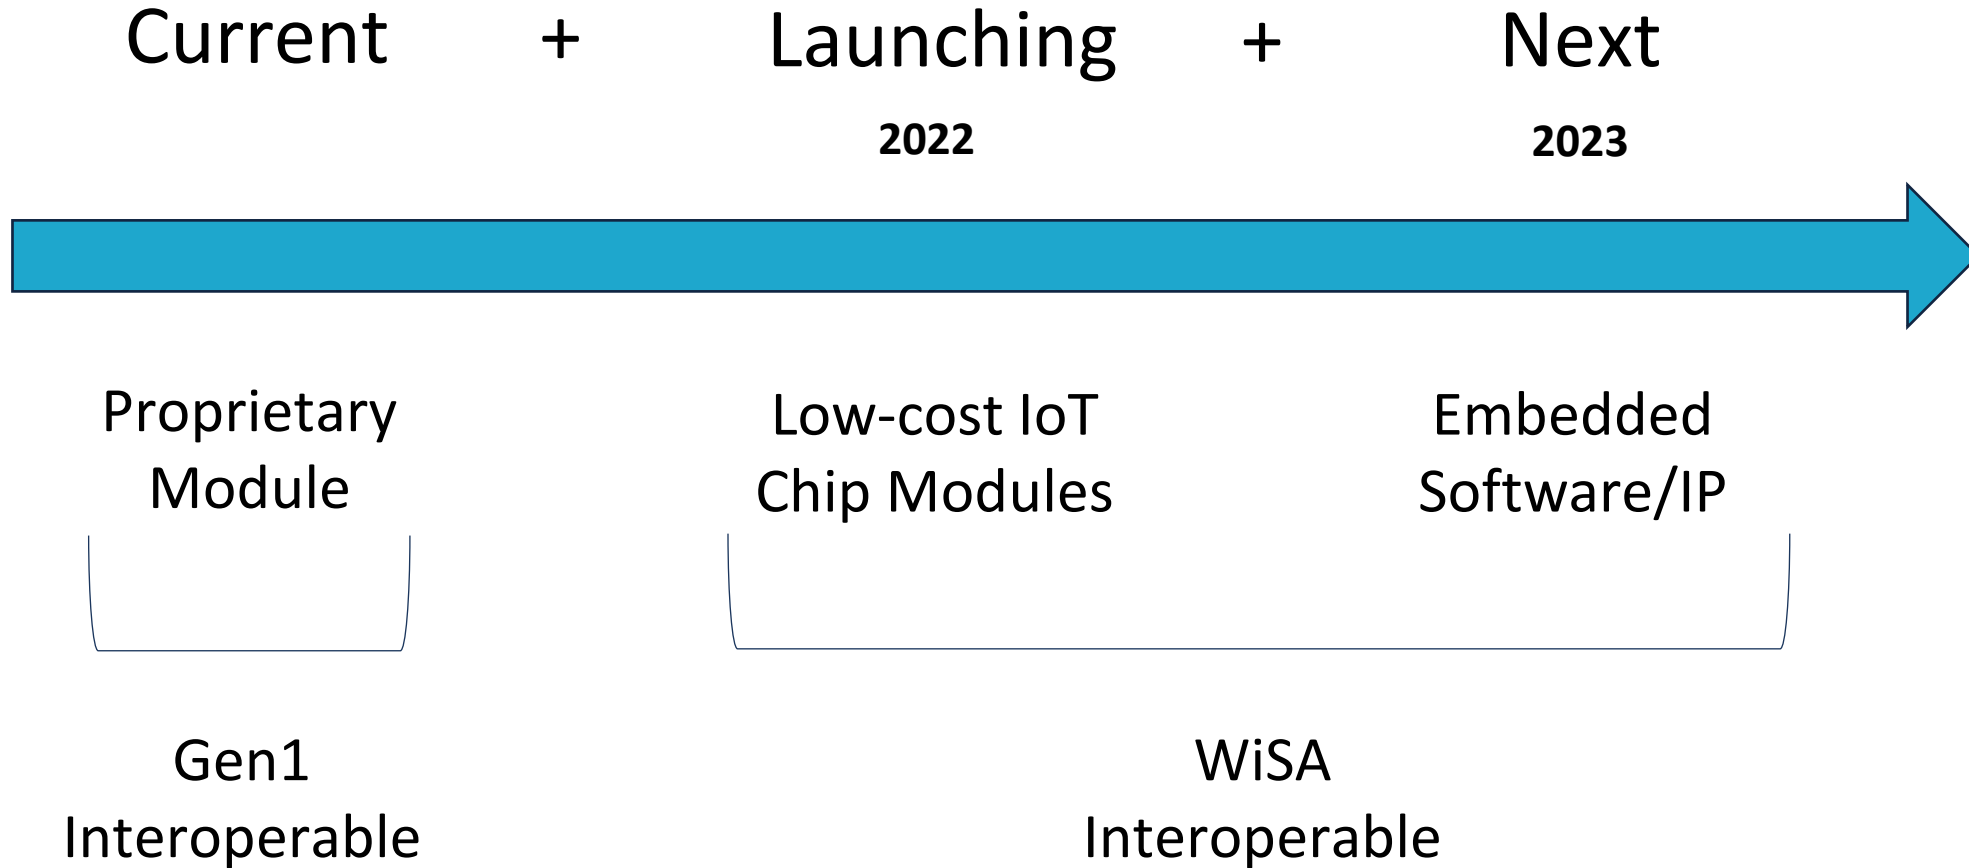 Current + Launching + Next
2022 2023
Proprietary Low-cost IoT Embedded
Module Chip Modules Software/IP
Gen1 WiSA
Interoperable Interoperable